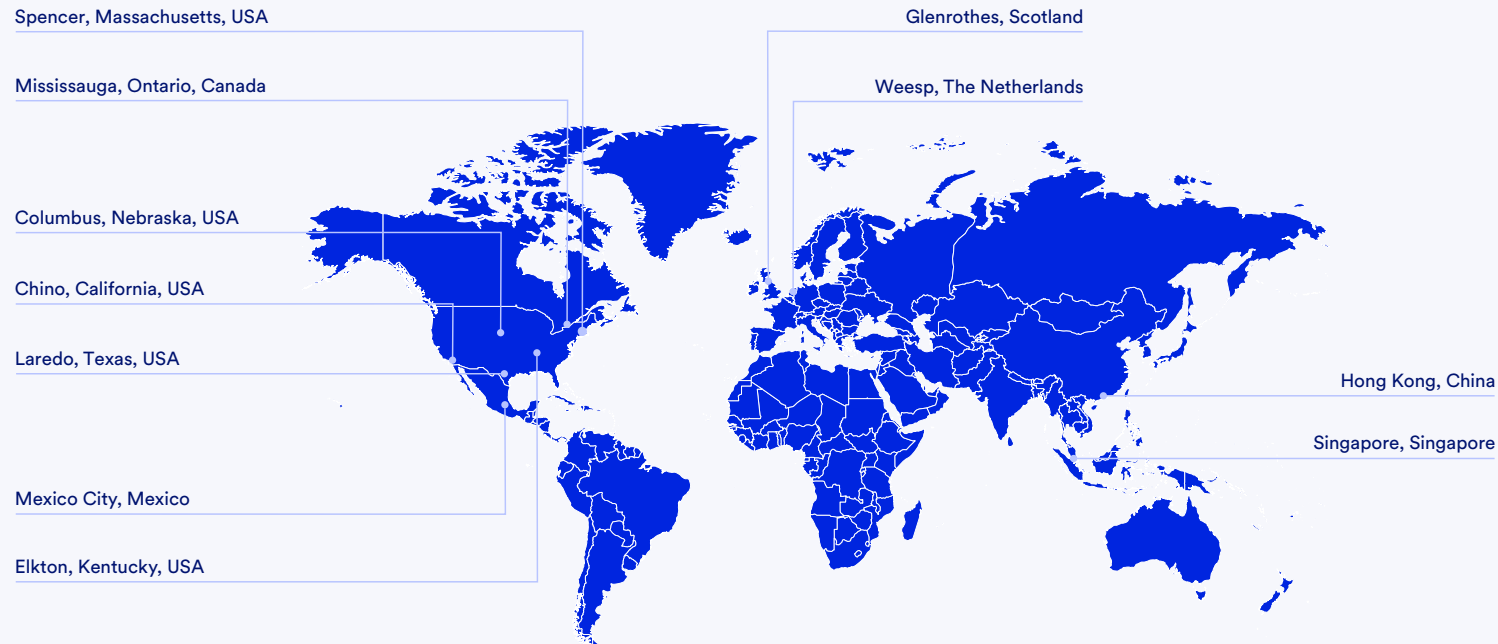 Spencer, Massachusetts, USA
Glenrothes, Scotland
Mississauga, Ontario, Canada
Weesp, The Netherlands
Columbus, Nebraska, USA
Chino, California, USA
Laredo, Texas, USA
Hong Kong, China
Singapore, Singapore
Mexico City, Mexico
Elkton, Kentucky, USA